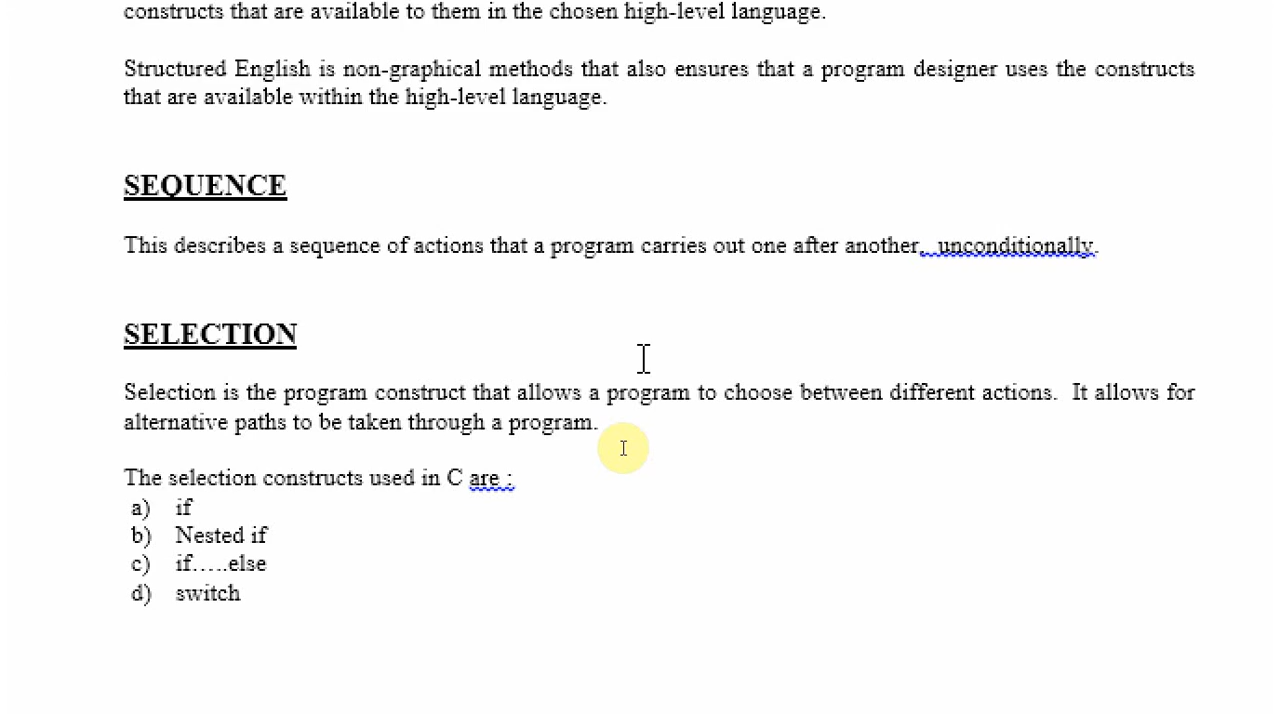 constructs that are available to them in the chosen high-level language.
Structured English is non-graphical methods that also ensures that a program designer uses the constructs
that are available within the high-level language.
SEQUENCE
This describes a sequence of actions that a program carries out one after another, unconditionally.
SELECTION
Selection is the program construct that allows a program to choose between different actions. It allows for
alternative paths to be taken through a program.
The selection constructs used in C are :
a) if
b) Nested if
c) if.....else
d) switch